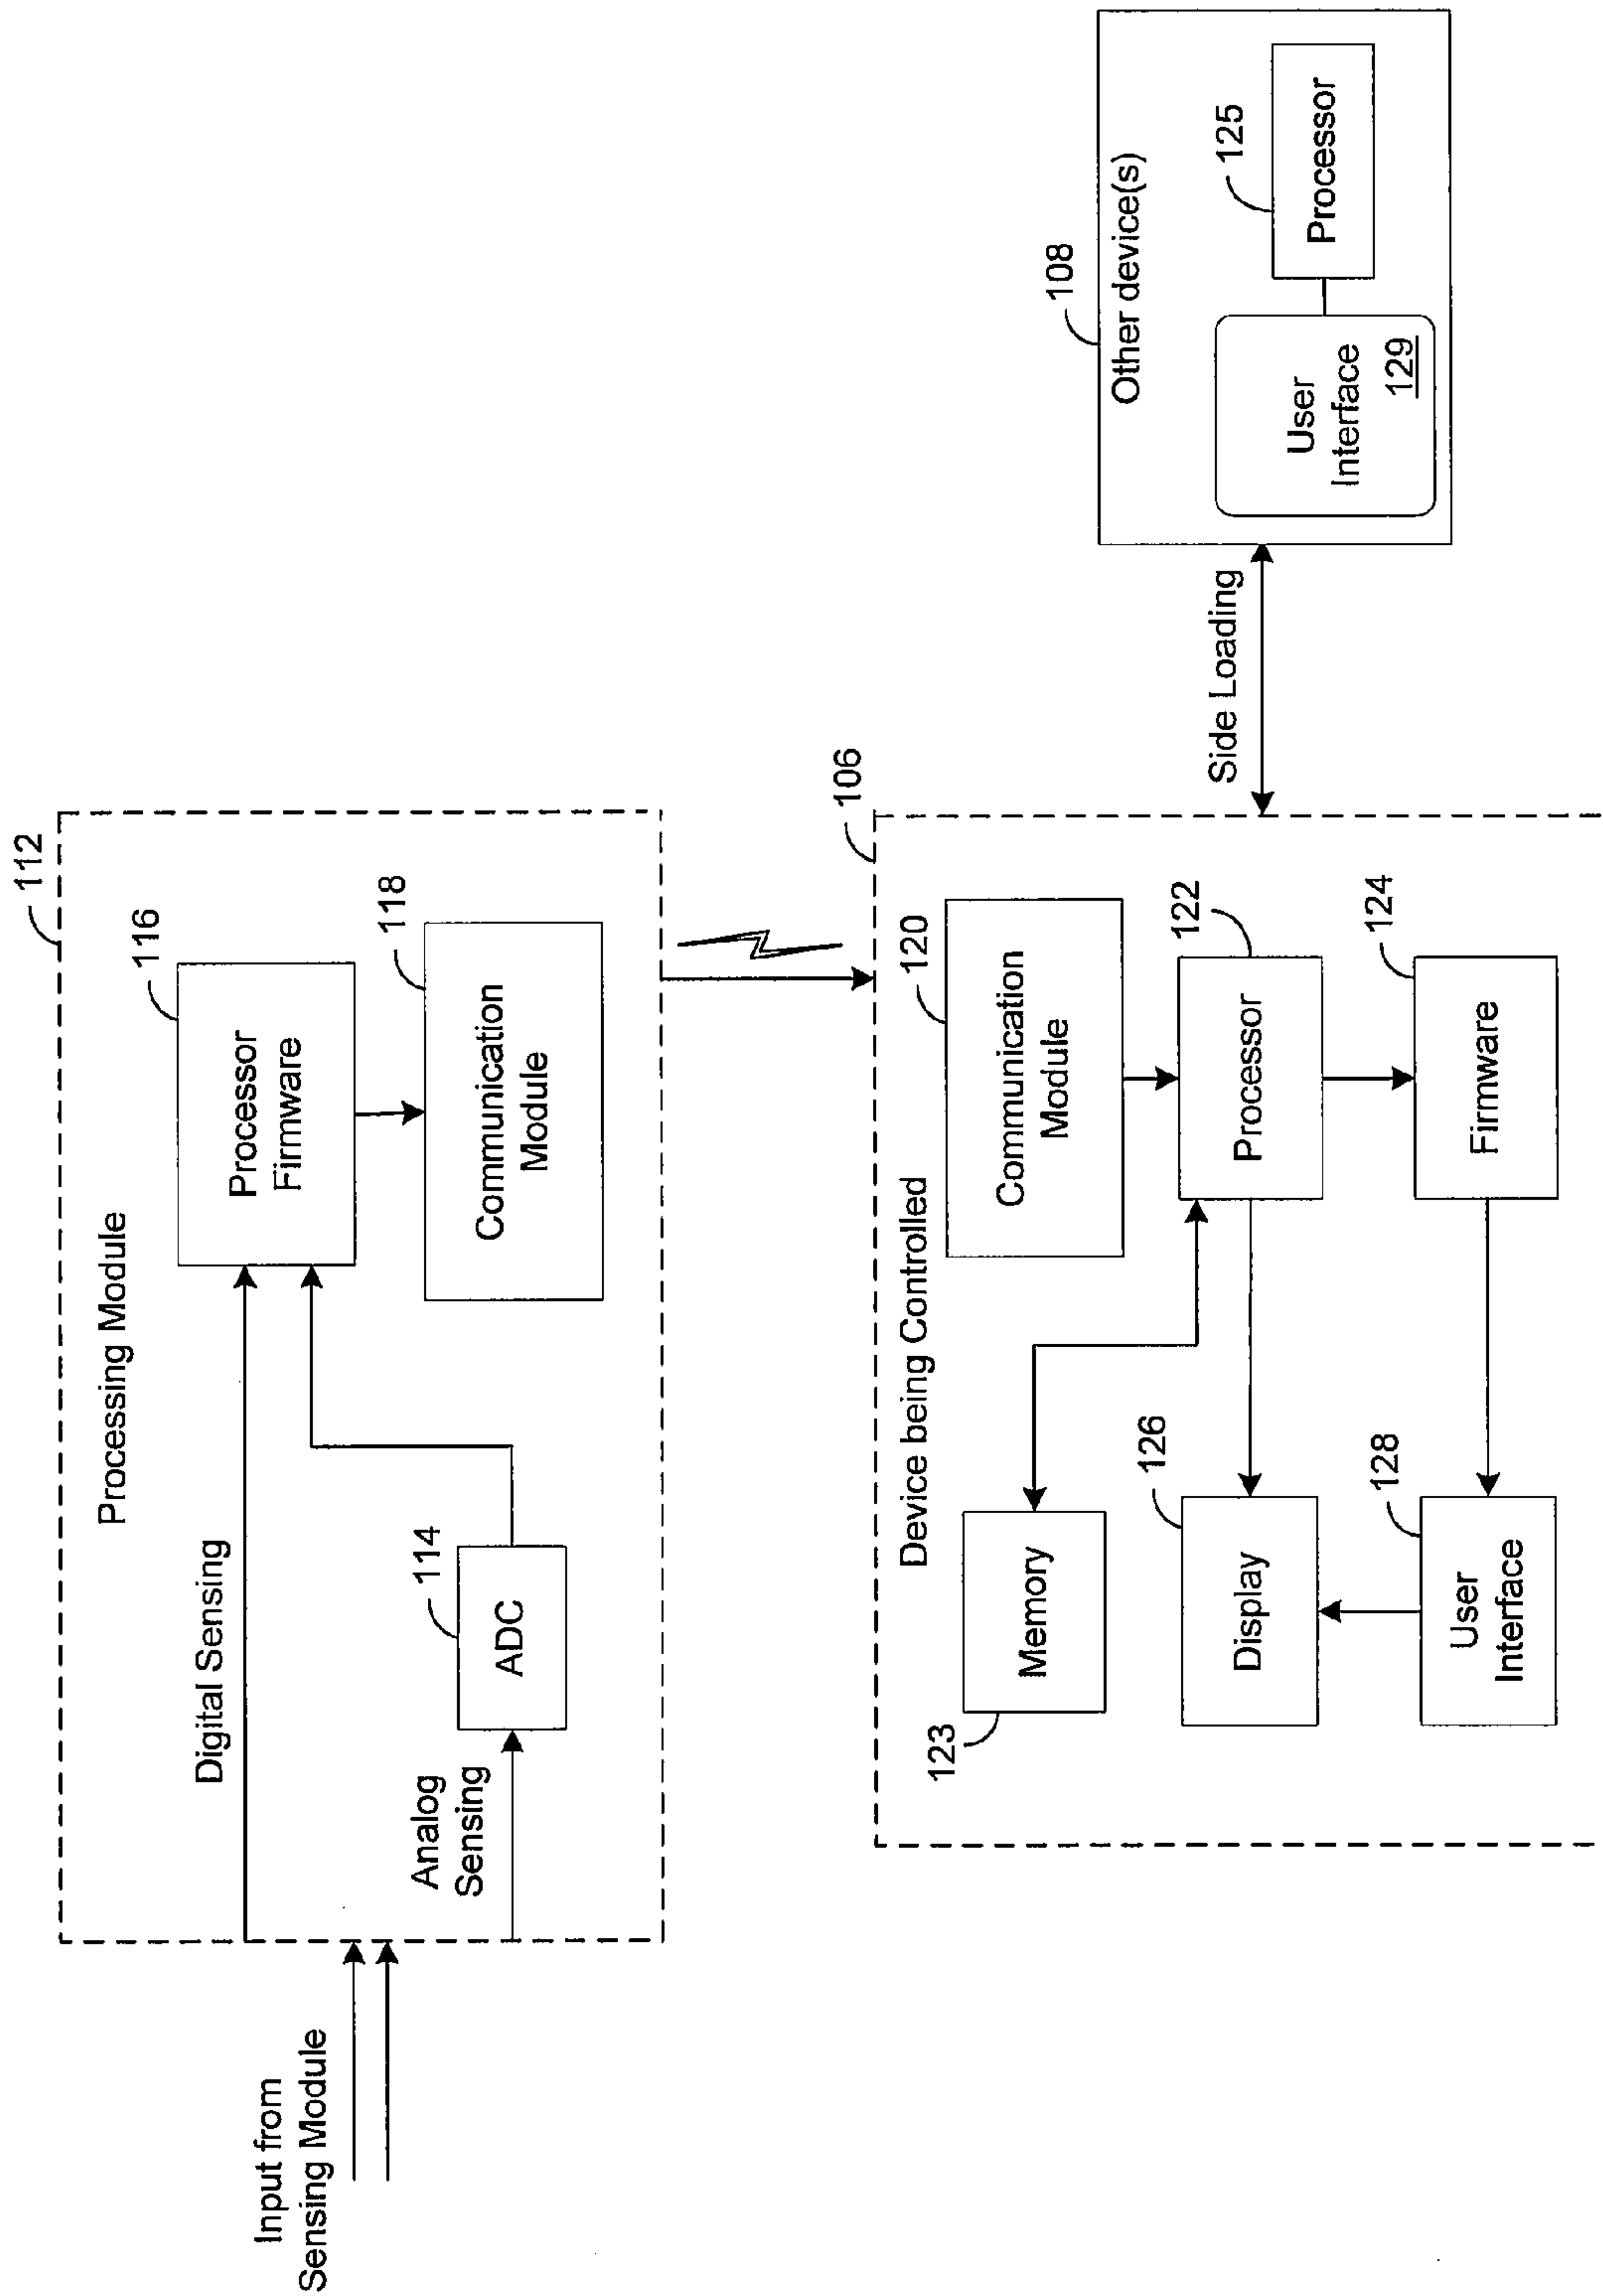 112
Processing Module
Digital Sensing
116
Processor
Firmware
118
Communication
Module
114
ADC
Analog
Sensing
Input from
Sensing Module
106
Device being Controlled
120
Communication
Module
122
Processor
124
Firmware
Memory
123
126
Display
128
User
Interface
Side Loading
108
Other device(s)
125
Processor
User
Interface
129